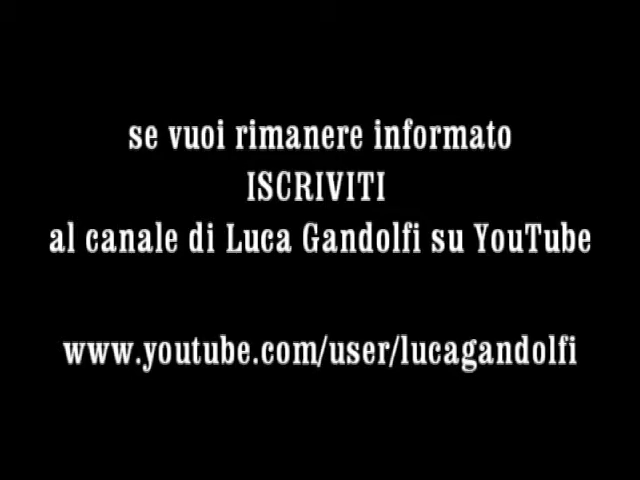 se vuoi rimanere informato
ISCRIVITI
al canale di Luca Gandolfi su YouTube
www.youtube.com/user/lucagandolfi